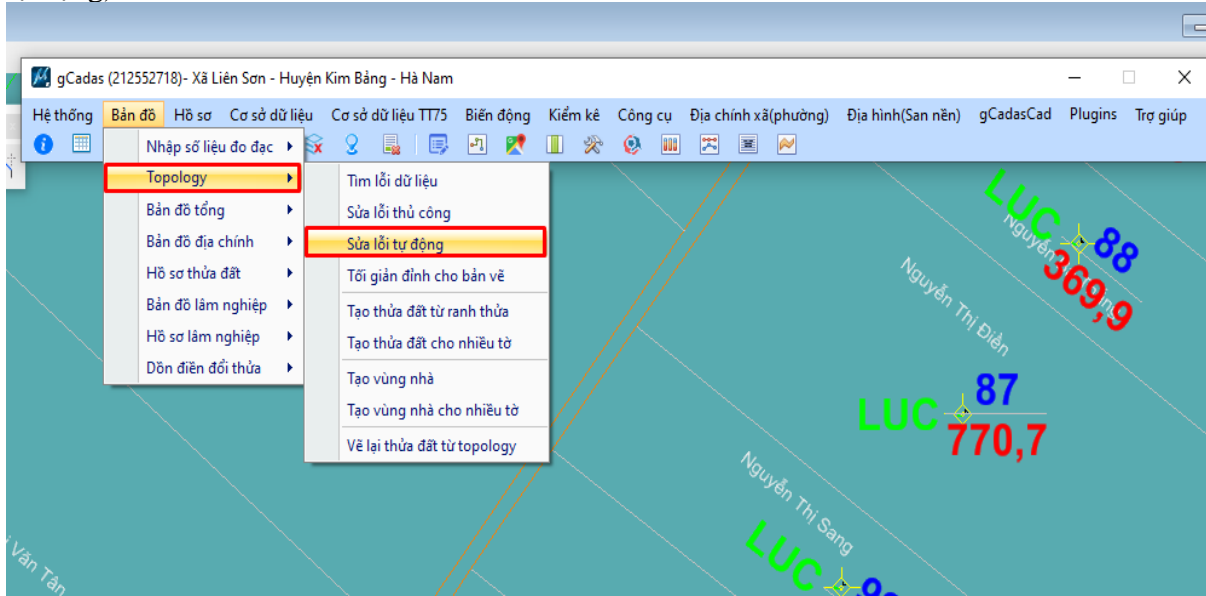 gCadas (212552718)- Xã Liên Sơn - Huyện Kim Bảng - Hà Nam
Hệ thống Bản đồ Hồ sơ Cơ sở dữ liệu Cơ sở dữ liệu TT75 Biến động Kiểm kê Công cụ Địa chính xã(phường) Địa hình(San nền) gCadasCad Plugins Trợ giúp
Nhập số liệu đo đạc
Topology
Bản đồ tổng
Bản đồ địa chính
Hồ sơ thửa đất
Bản đồ lâm nghiệp
Hồ sơ lâm nghiệp
Dồn điền đổi thửa
Tìm lỗi dữ liệu
Sửa lỗi thủ công
Sửa lỗi tự động
Tối giản đỉnh cho bản vẽ
Tạo thửa đất từ ranh thửa
Tạo thửa đất cho nhiều tờ
Tạo vùng nhà
Tạo vùng nhà cho nhiều tờ
Vẽ lại thửa đất từ topology
LUC 88
369,9
Nguyễn
Nguyễn Thị Điền
LUC 87
770,7
Nguyễn Thị Sang
LUC
Văn Tân